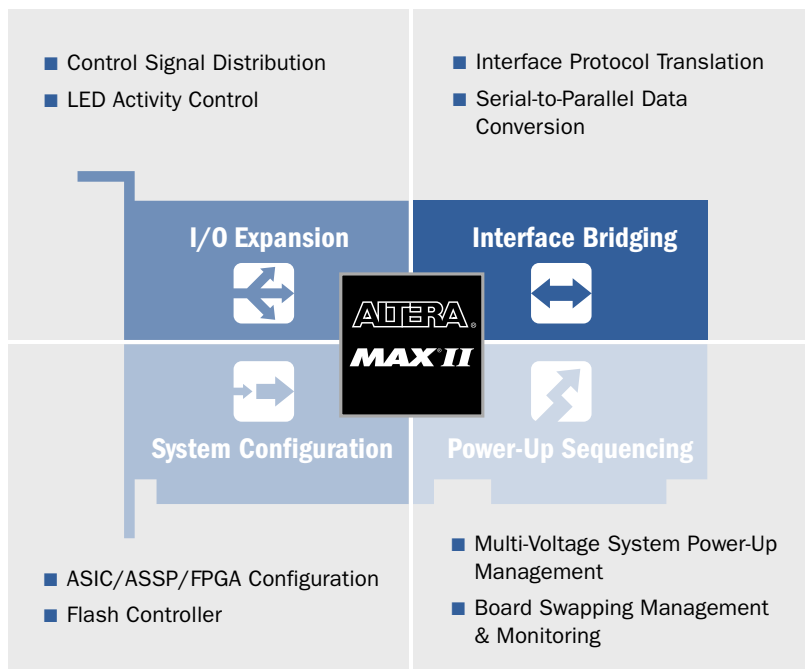 ■ Control Signal Distribution
■ LED Activity Control
■ Interface Protocol Translation
■ Serial-to-Parallel Data
Conversion
I/O Expansion
Interface Bridging
ALTERA®
MAX® II
System Configuration
Power-Up Sequencing
■ ASIC/ASSP/FPGA Configuration
■ Flash Controller
■ Multi-Voltage System Power-Up
Management
■ Board Swapping Management
& Monitoring